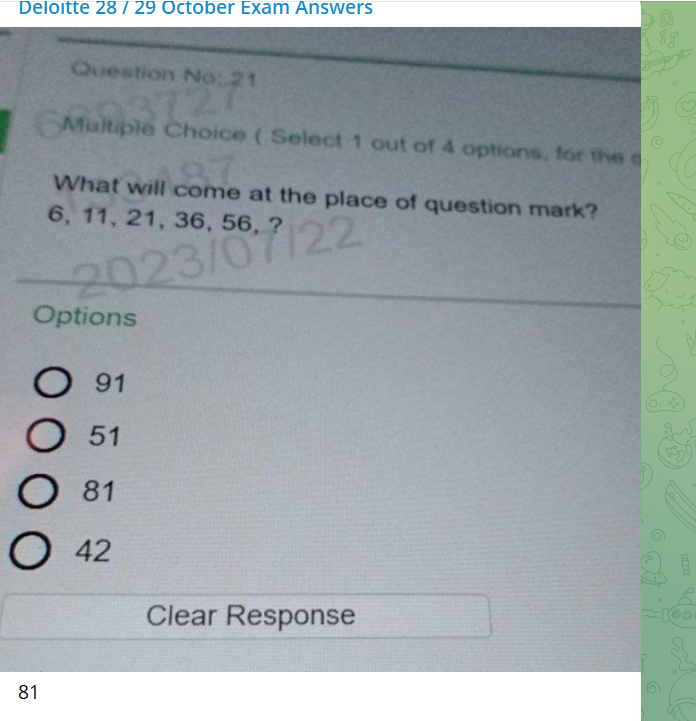 Deloitte 28 / 29 October Exam Answers
Question No: 21
6893727
Multiple Choice ( Select 1 out of 4 options, for the q
What will come at the place of question mark?
6, 11, 21, 36, 56, ?
2023/07/22
Options
91
51
81
42
Clear Response
81